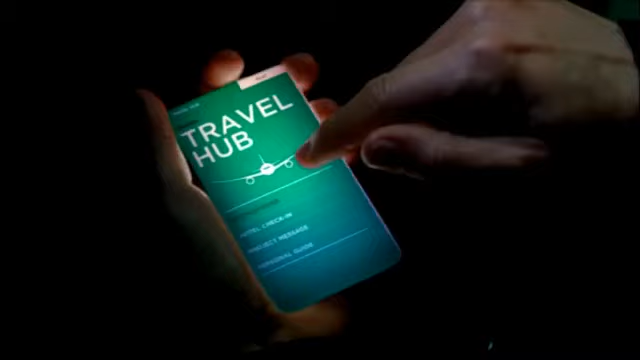 TRAVEL
HUB
HOTEL CHECK-IN
PROJECT MESSAGE
PERSONAL GUIDE